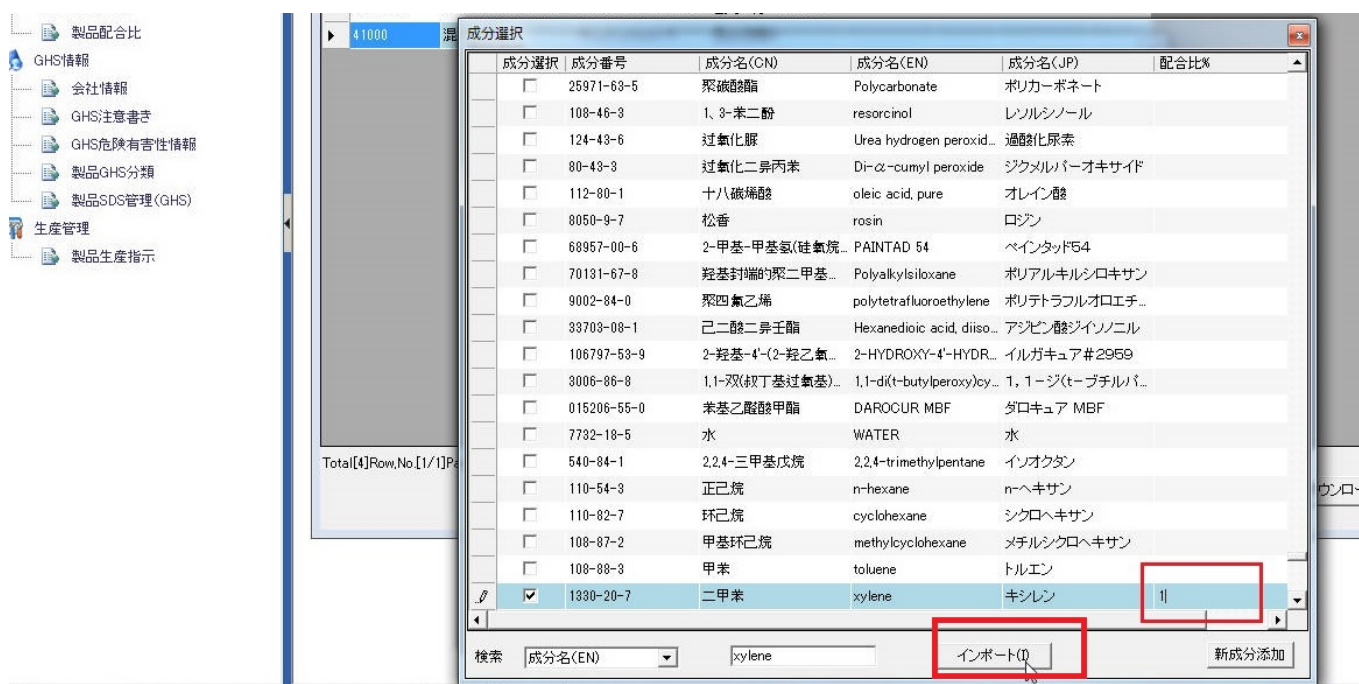 製品配合比
GHS情報
会社情報
GHS注意書き
GHS危険有害性情報
製品GHS分類
製品SDS管理(GHS)
生産管理
製品生産指示
41000 混
Total[4]Row,No.[1/1]Pa
成分選択
成分選択 成分番号 成分名(CN) 成分名(EN) 成分名(JP) 配合比%
25971-63-5 聚碳酸酯 Polycarbonate ポリカーボネート
108-46-3 1、3-苯二酚 resorcinol レソルシノール
124-43-6 过氧化脲 Urea hydrogen peroxid... 過酸化尿素
80-43-3 过氧化二异丙苯 Di-α-cumyl peroxide ジクメルパーオキサイド
112-80-1 十八碳烯酸 oleic acid, pure オレイン酸
8050-9-7 松香 rosin ロジン
68957-00-6 2-甲基-甲基氢(硅氧烷... PAINTAD 54 ペインタッド54
70131-67-8 羟基封端的聚二甲基... Polyalkylsiloxane ポリアルキルシロキサン
9002-84-0 聚四氟乙烯 polytetrafluoroethylene ポリテトラフルオロエチ...
33703-08-1 己二酸二异壬酯 Hexanedioic acid, diiso... アジピン酸ジイソノニル
106797-53-9 2-羟基-4'-(2-羟乙氧... 2-HYDROXY-4'-HYDR... イルガキュア#2959
3006-86-8 1,1-双(叔丁基过氧基)... 1,1-di(t-butylperoxy)cy... 1，1－ジ(t-ブチルパ...
015206-55-0 苯基乙醛酸甲酯 DAROCUR MBF ダロキュア MBF
7732-18-5 水 WATER 水
540-84-1 2,2,4-三甲基戊烷 2,2,4-trimethylpentane イソオクタン
110-54-3 正己烷 n-hexane n-ヘキサン
110-82-7 环己烷 cyclohexane シクロヘキサン
108-87-2 甲基环己烷 methylcyclohexane メチルシクロヘキサン
108-88-3 甲苯 toluene トルエン
1330-20-7 二甲苯 xylene キシレン 1
検索 成分名(EN) xylene インポート(I) 新成分添加
ウンロー